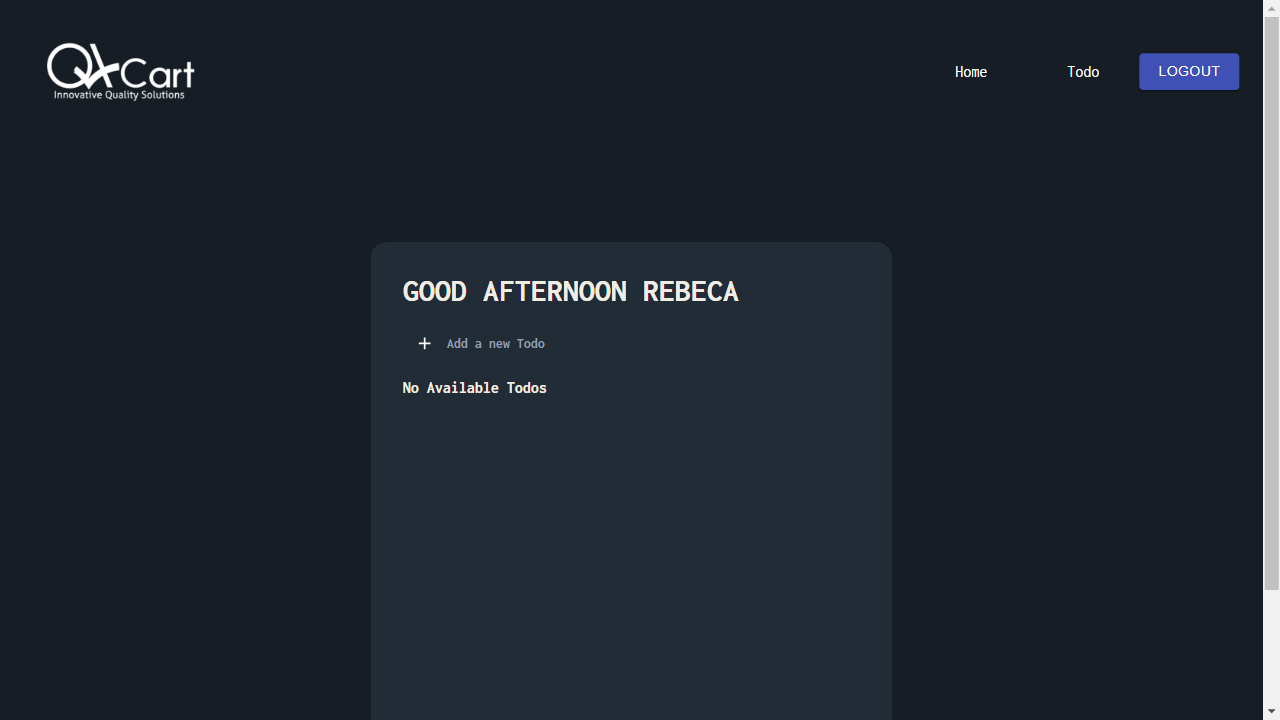 QACart
Innovative Quality Solutions
Home
Todo
LOGOUT
GOOD AFTERNOON REBECA
Add a new Todo
No Available Todos